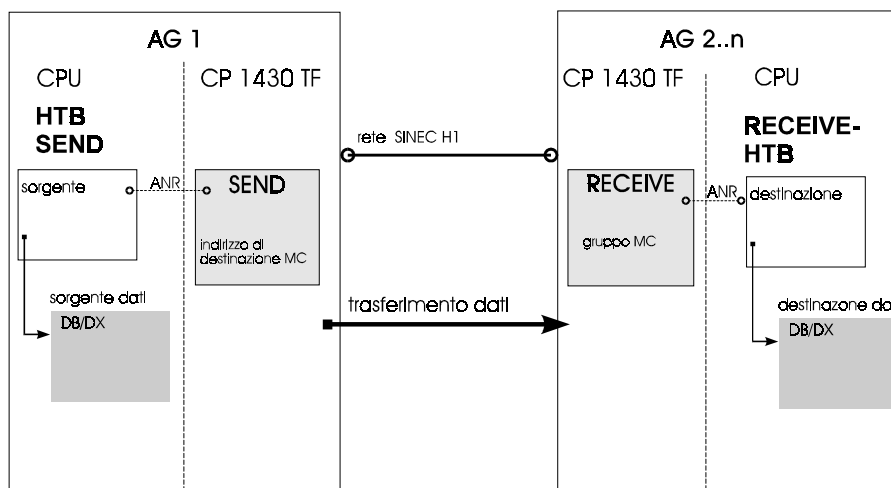 AG 1
CPU
CP 1430 TF
HTB
SEND
sorgente
ANR
SEND
indirizzo di
destinazione MC
sorgente dati
DB/DX
rete SINEC H1
trasferimento dati
AG 2..n
CP 1430 TF
CPU
RECEIVE-
HTB
RECEIVE
gruppo MC
ANR
destinazione
destinazone da
DB/DX